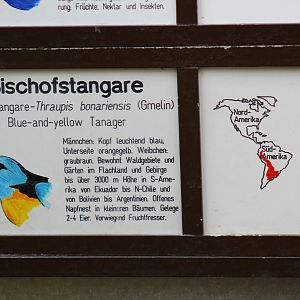 rung: Früchte, Nektar und Insekten.
Bischofstangare
angare-Thraupis bonariensis (Gmelin)
Blue-and-yellow Tanager
Männchen: Kopf leuchtend blau,
Unterseite orangegelb. Weibchen:
graubraun. Bewohnt Waldgebiete und
Gärten im Flachland und Gebirge
bis über 3000 m Höhe in S-Ame-
rika von Ekuador bis N-Chile und
von Bolivien bis Argentinien. Offenes
Napfnest in kleineren Bäumen, Gelege
2-4 Eier. Vorwiegend Fruchtfresser.
Nord-
Amerika
Süd-
Amerika